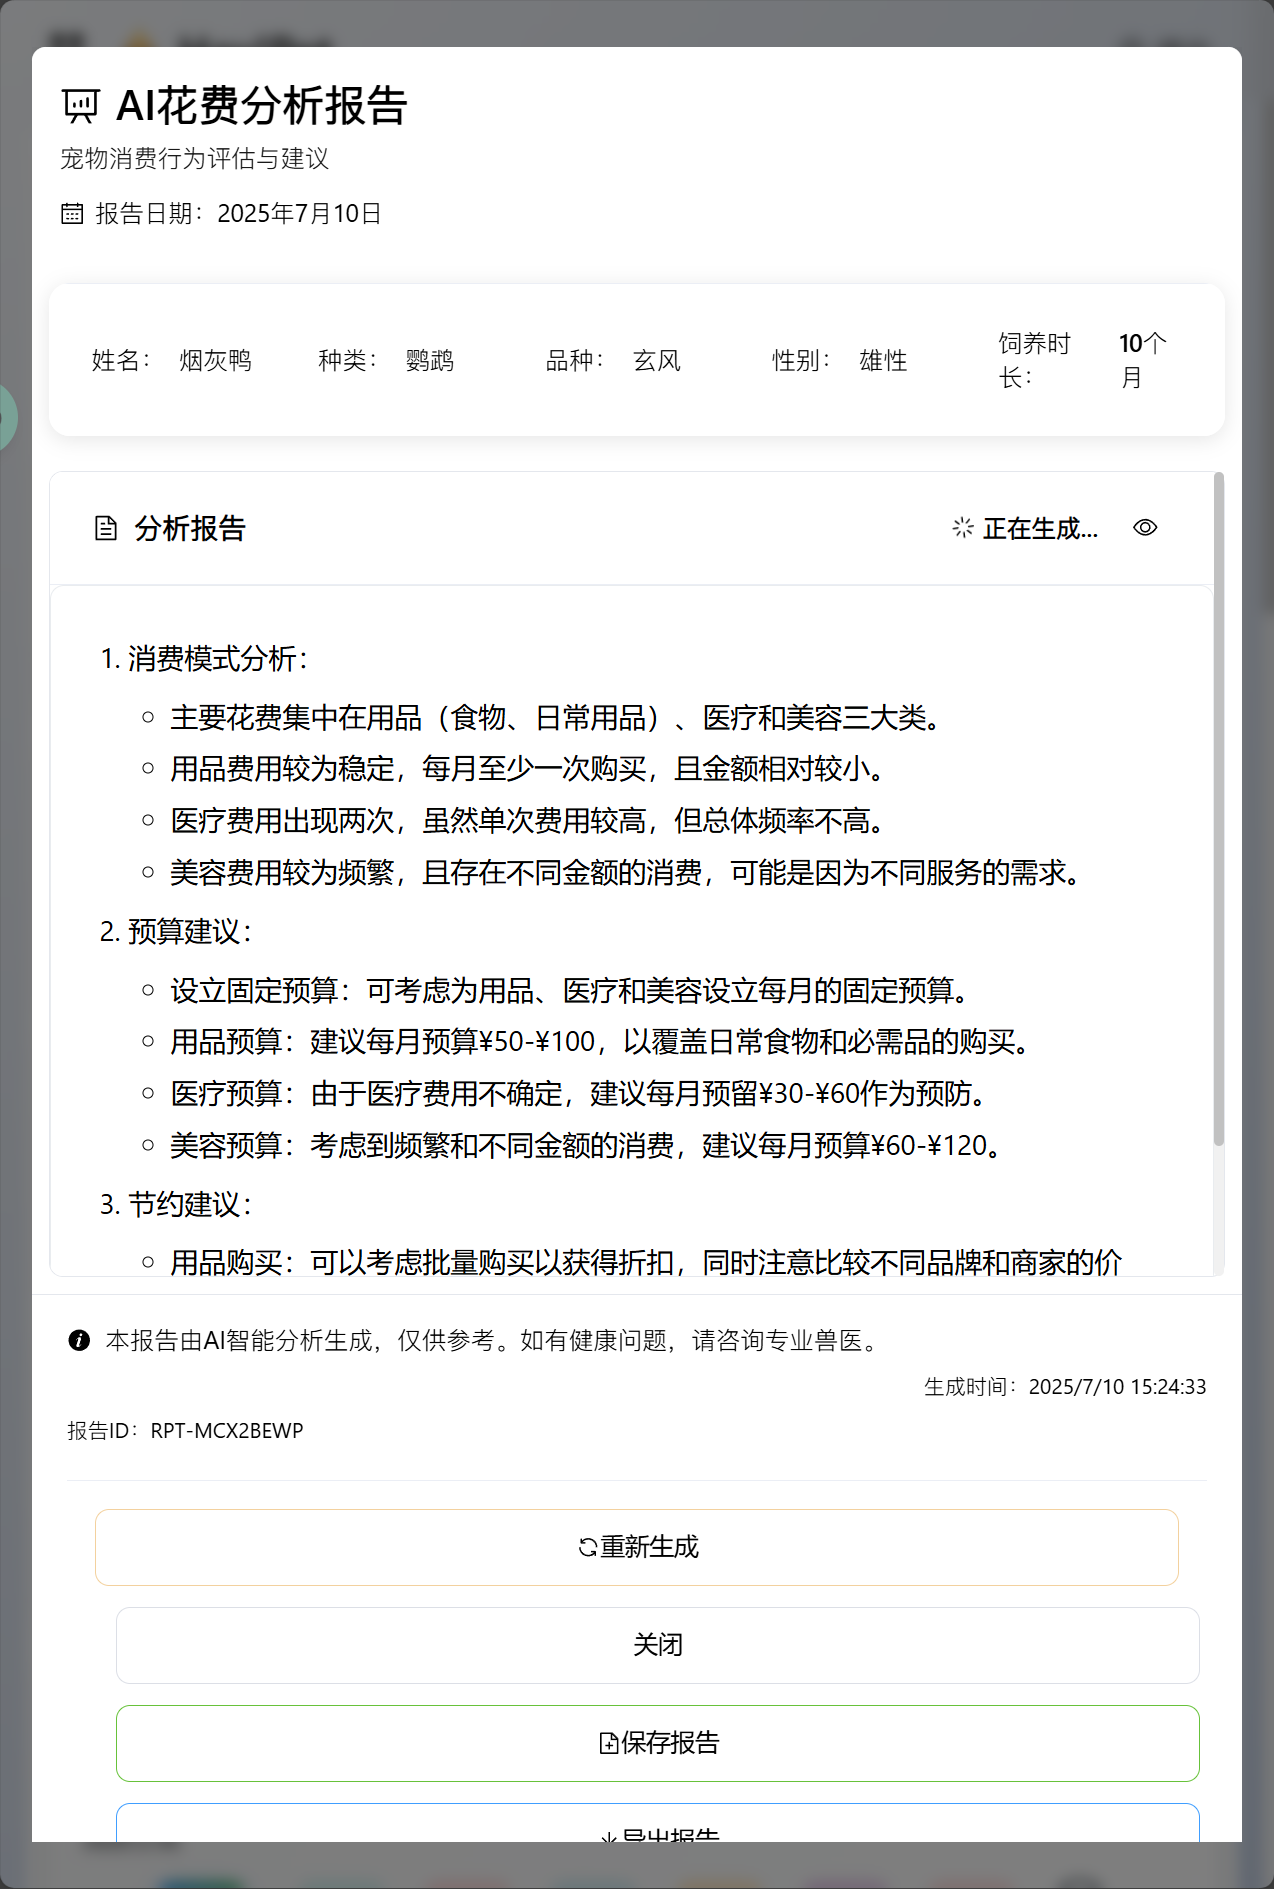 AI花费分析报告
宠物消费行为评估与建议
报告日期：2025年7月10日
姓名： 烟灰鸭 种类： 鹦鹉 品种： 玄风 性别： 雄性 饲养时长： 10个月
分析报告 正在生成...
1. 消费模式分析：
主要花费集中在用品（食物、日常用品）、医疗和美容三大类。
用品费用较为稳定，每月至少一次购买，且金额相对较小。
医疗费用出现两次，虽然单次费用较高，但总体频率不高。
美容费用较为频繁，且存在不同金额的消费，可能是因为不同服务的需求。
2. 预算建议：
设立固定预算：可考虑为用品、医疗和美容设立每月的固定预算。
用品预算：建议每月预算¥50-¥100，以覆盖日常食物和必需品的购买。
医疗预算：由于医疗费用不确定，建议每月预留¥30-¥60作为预防。
美容预算：考虑到频繁和不同金额的消费，建议每月预算¥60-¥120。
3. 节约建议：
用品购买：可以考虑批量购买以获得折扣，同时注意比较不同品牌和商家的价
本报告由AI智能分析生成，仅供参考。如有健康问题，请咨询专业兽医。
生成时间：2025/7/10 15:24:33
报告ID：RPT-MCX2BEWP
重新生成
关闭
保存报告
导出报告